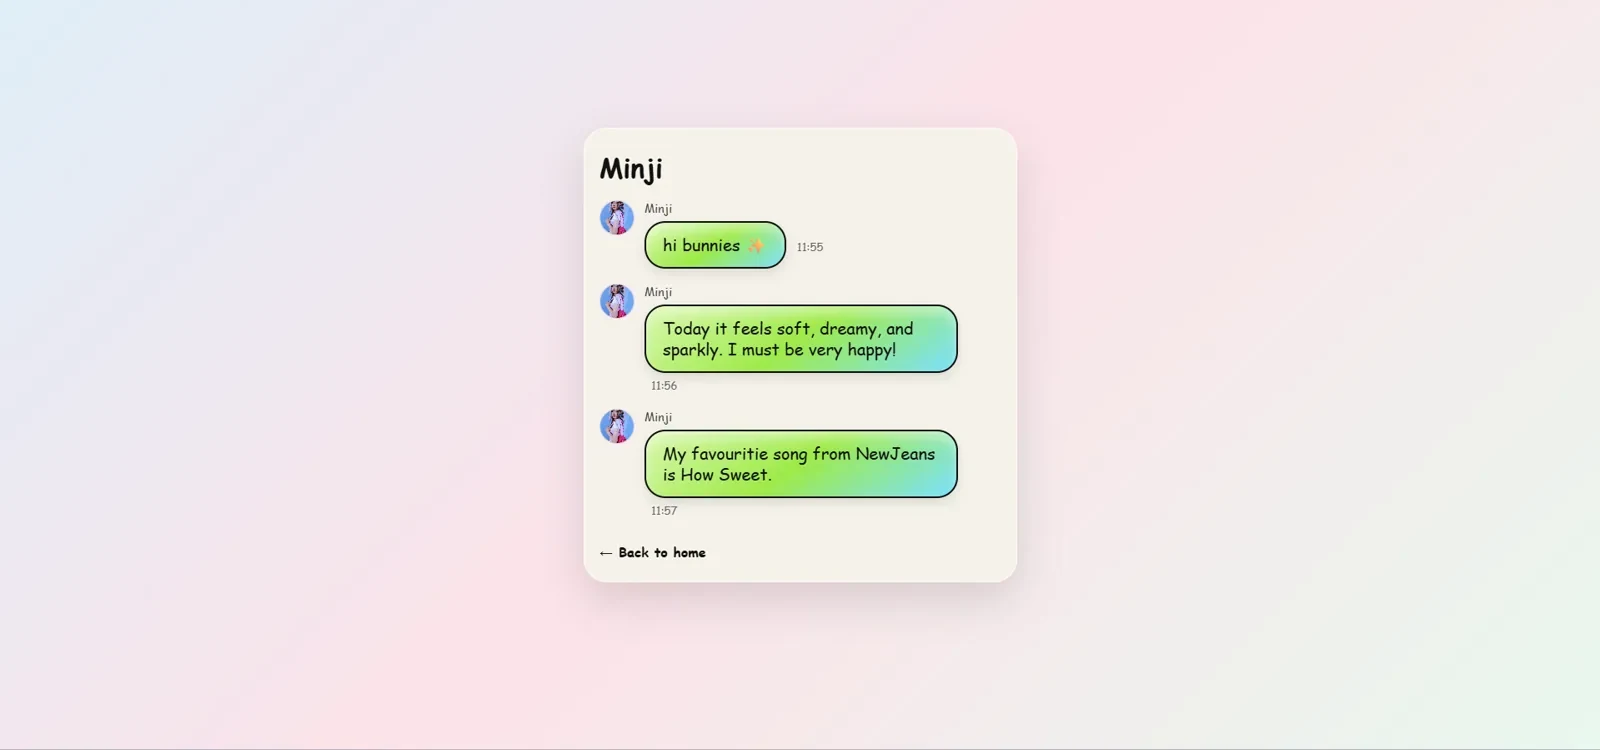 Minji
Minji
hi bunnies ✨ 11:55
Minji
Today it feels soft, dreamy, and
sparkly. I must be very happy!
11:56
Minji
My favouritie song from NewJeans
is How Sweet.
11:57
← Back to home